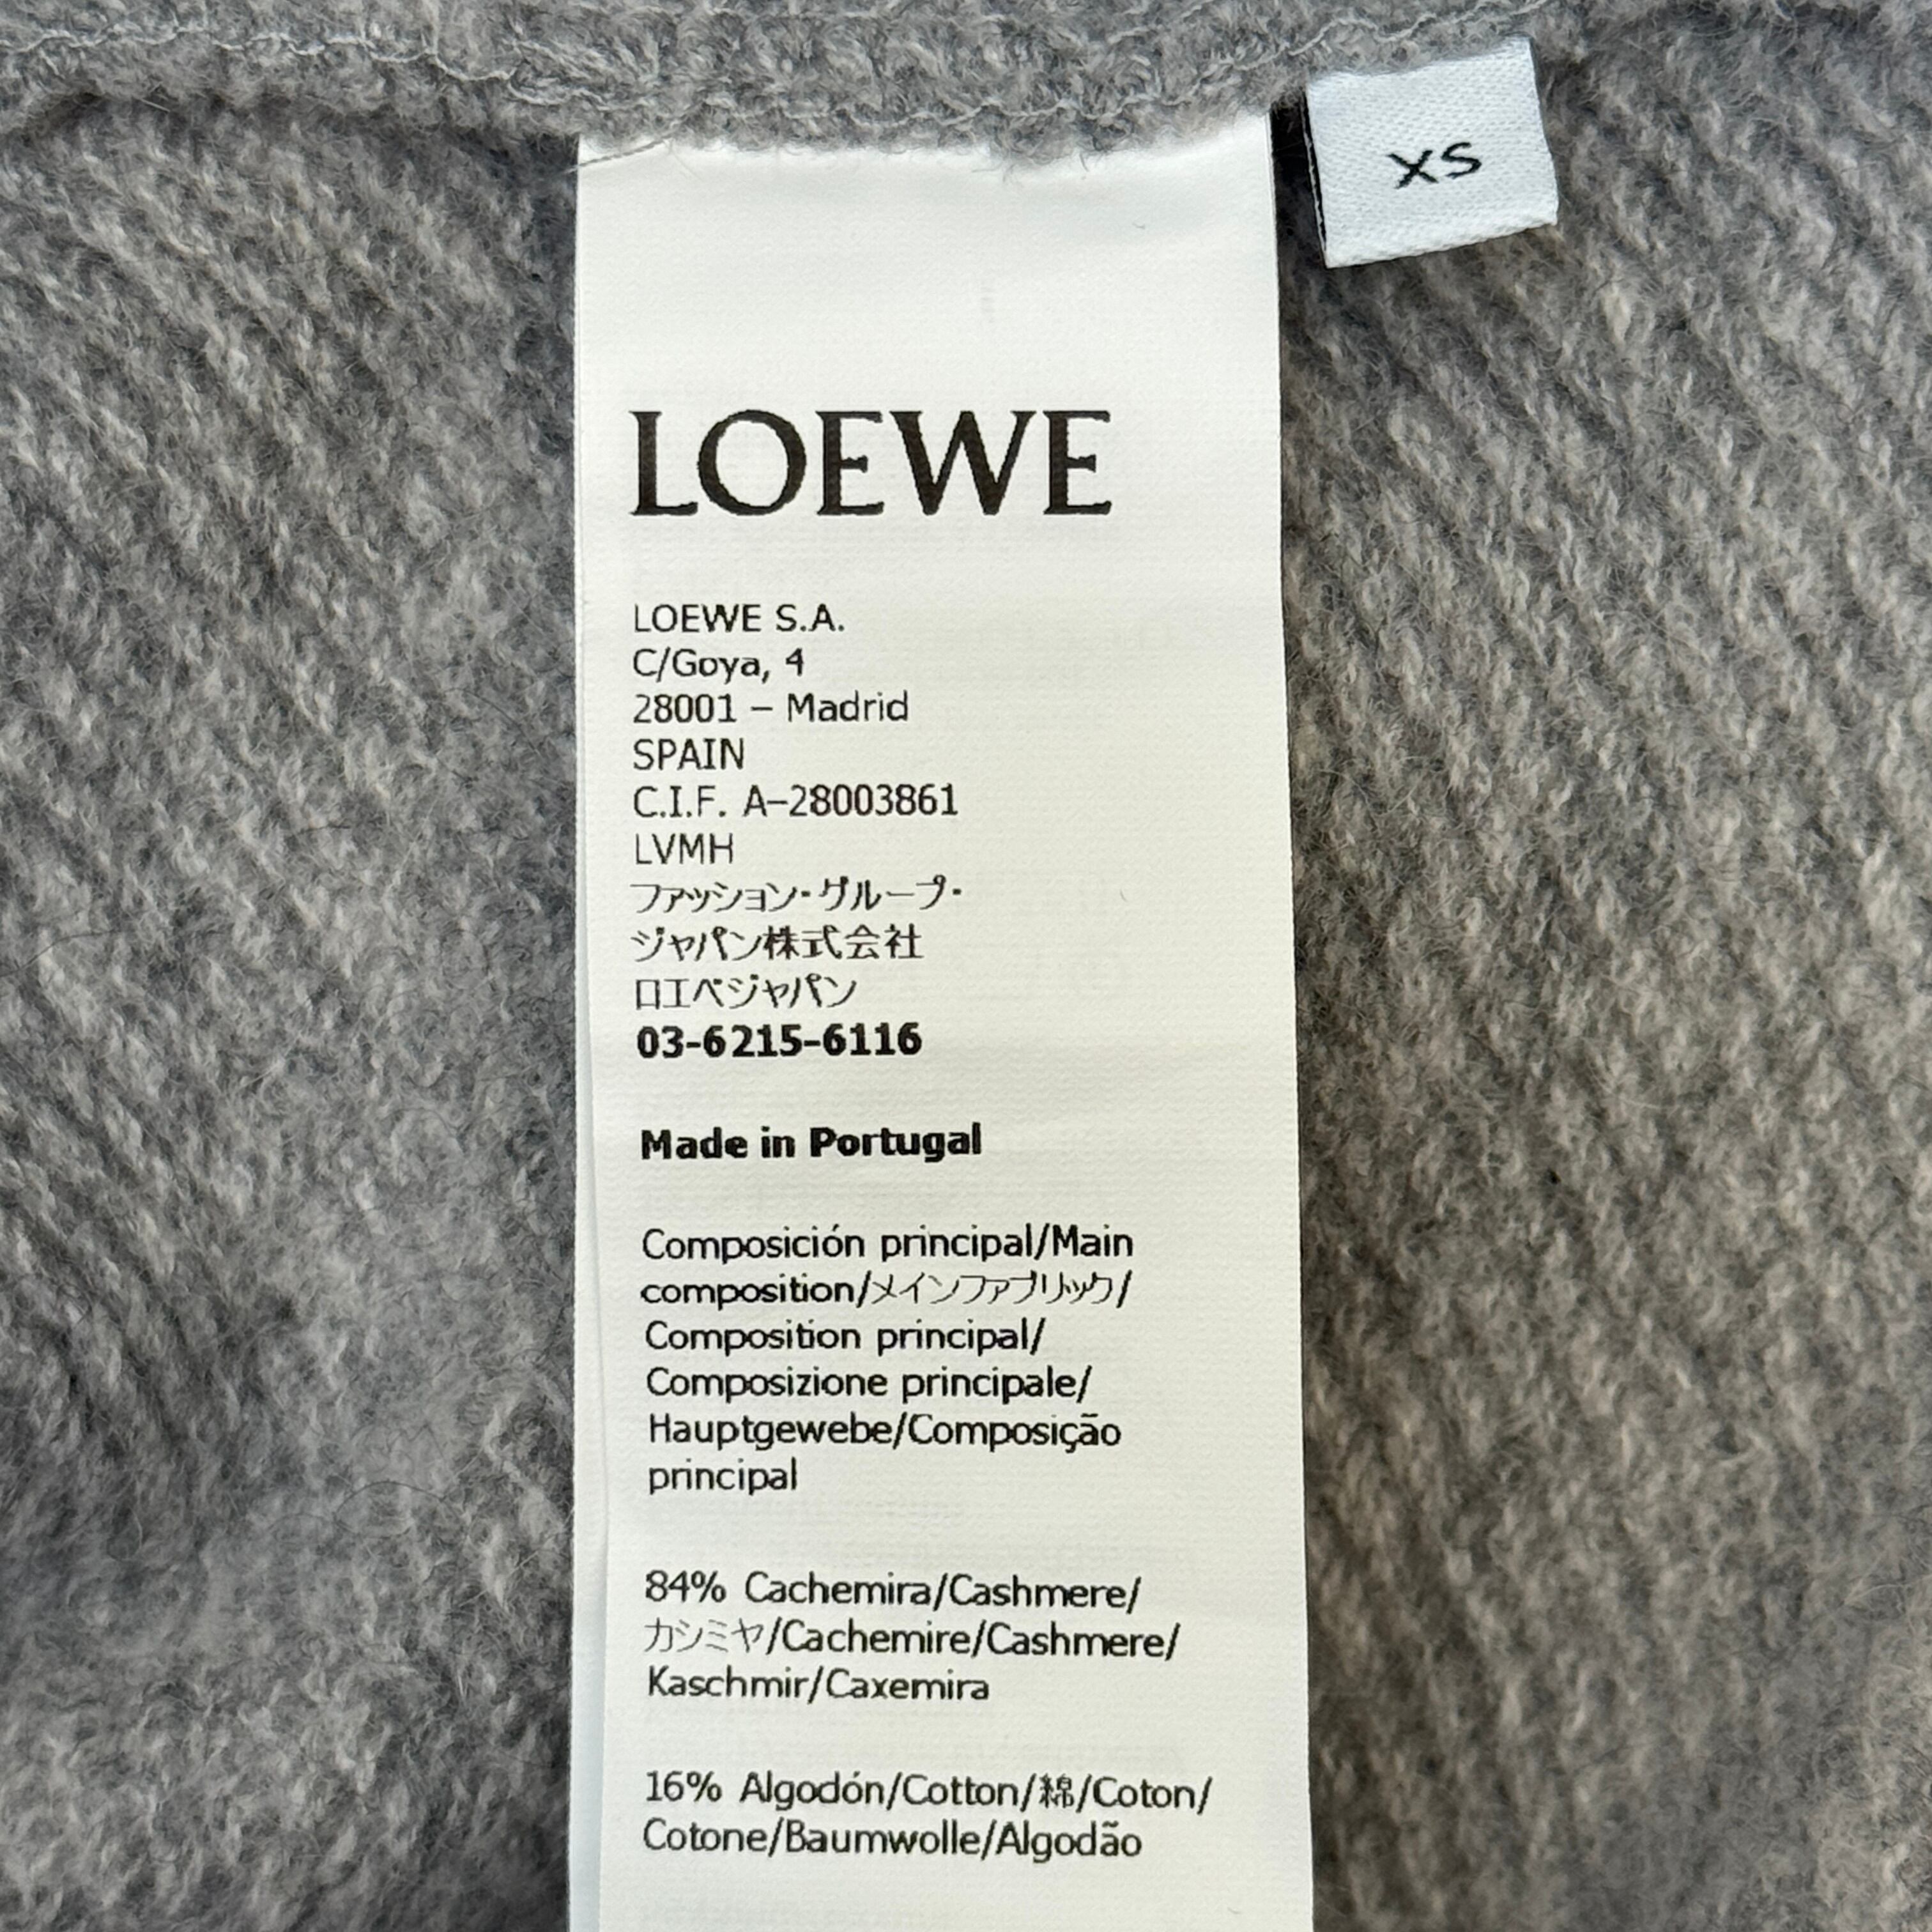 XS
LOEWE
LOEWE S.A.
C/Goya, 4
28001 – Madrid
SPAIN
C.I.F. A–28003861
LVMH
ファッション・グループ・
ジャパン株式会社
ロエベジャパン
03-6215-6116
Made in Portugal
Composición principal/Main
composition/メインファブリック/
Composition principal/
Composizione principale/
Hauptgewebe/Composição
principal
84% Cachemira/Cashmere/
カシミヤ/Cachemire/Cashmere/
Kaschmir/Caxemira
16% Algodón/Cotton/綿/Coton/
Cotone/Baumwolle/Algodão